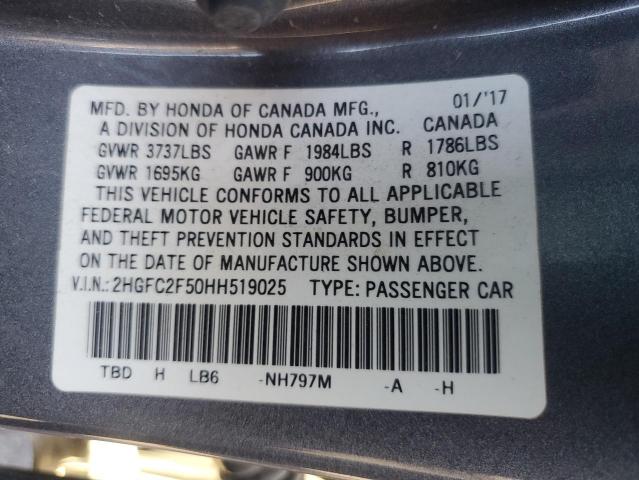 MFD. BY HONDA OF CANADA MFG., 01/'17
A DIVISION OF HONDA CANADA INC. CANADA
GVWR 3737LBS GAWR F 1984LBS R 1786LBS
GVWR 1695KG GAWR F 900KG R 810KG
THIS VEHICLE CONFORMS TO ALL APPLICABLE
FEDERAL MOTOR VEHICLE SAFETY, BUMPER,
AND THEFT PREVENTION STANDARDS IN EFFECT
ON THE DATE OF MANUFACTURE SHOWN ABOVE.
V.I.N.: 2HGFC2F50HH519025 TYPE: PASSENGER CAR
TBD H LB6 -NH797M -A -H